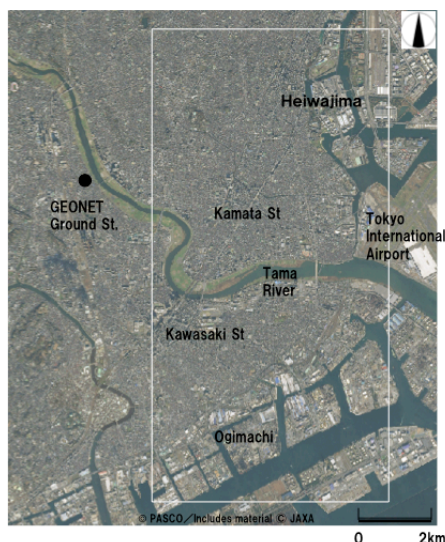 Heiwajima
GEONET
Ground St.
Kamata St
Tokyo
International
Airport
Tama
River
Kawasaki St
Ogimachi
© PASCO／Includes material © JAXA
0 2km